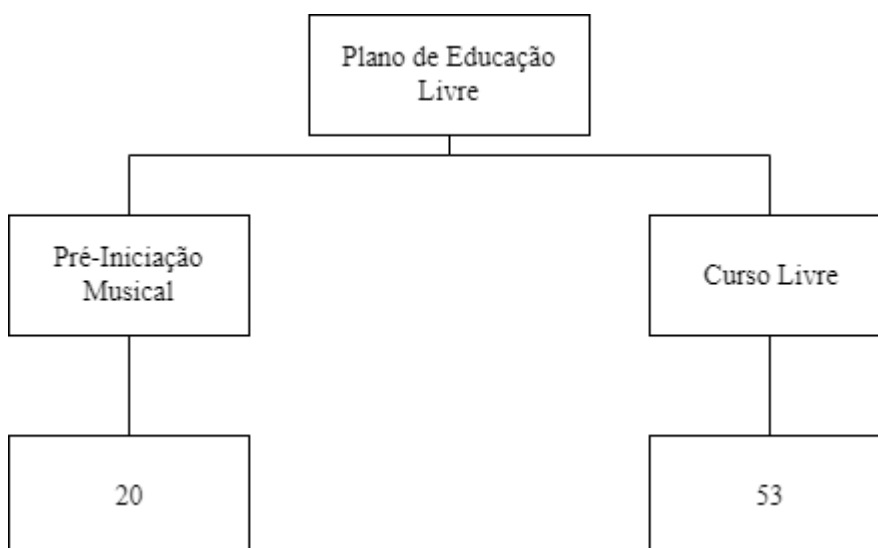 Plano de Educação
Livre
Pré-Iniciação
Musical
Curso Livre
20
53